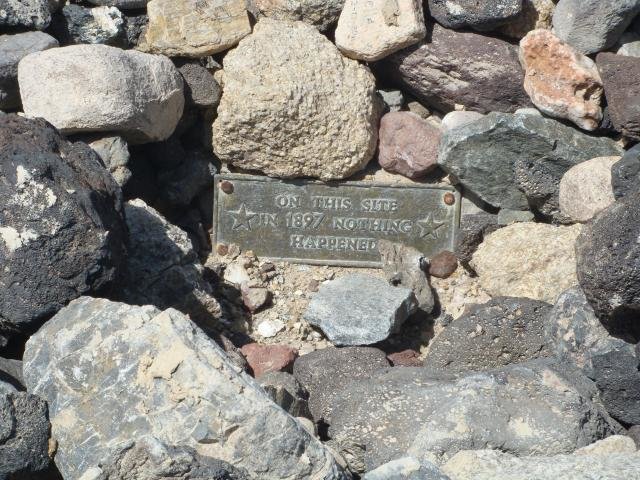 ON THIS SITE
IN 1897 NOTHING
HAPPENED